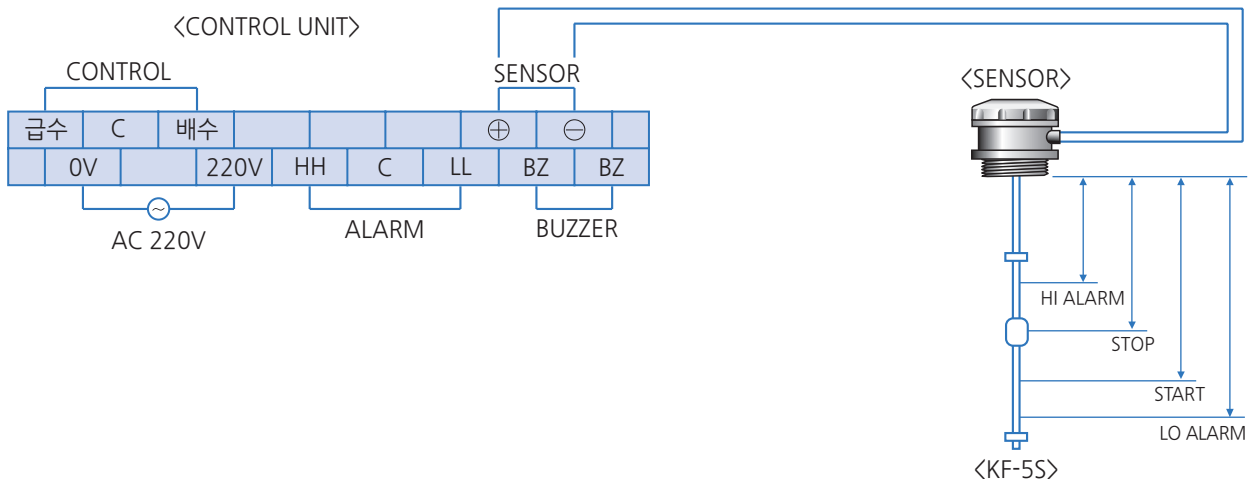 〈CONTROL UNIT〉
CONTROL
SENSOR
〈SENSOR〉
급수 C 배수 ⊕ ⊖
0V 220V HH C LL BZ BZ
AC 220V
ALARM
BUZZER
HI ALARM
STOP
START
LO ALARM
〈KF-5S〉